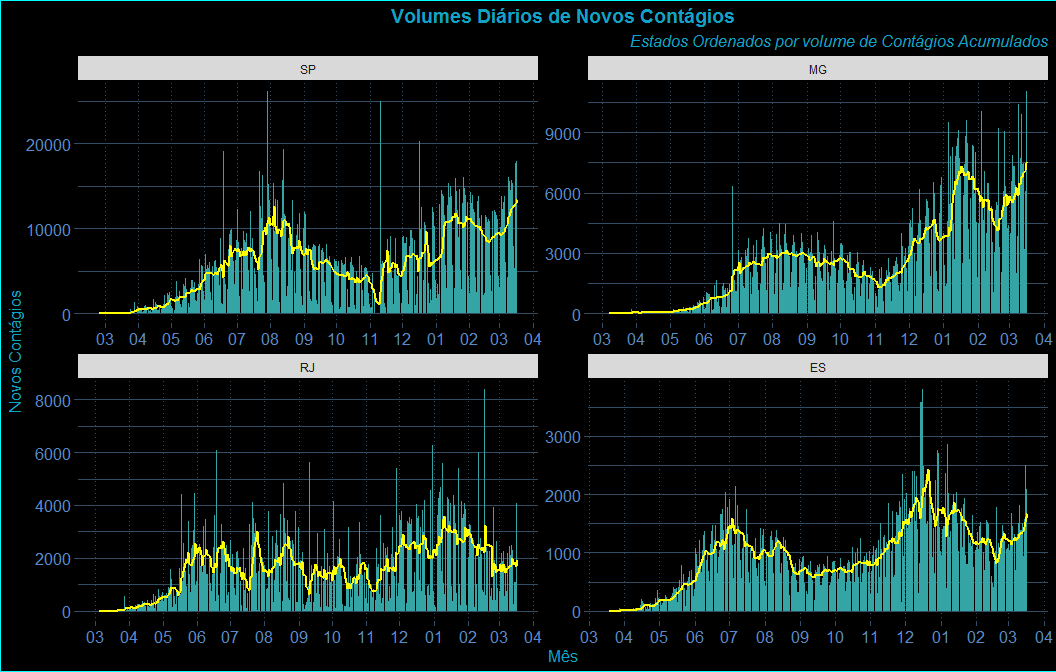 Volumes Diários de Novos Contágios
Estados Ordenados por volume de Contágios Acumulados
SP
20000
10000
0
03 04 05 06 07 08 09 10 11 12 01 02 03 04
MG
9000
6000
3000
0
03 04 05 06 07 08 09 10 11 12 01 02 03 04
Novos Contágios
RJ
8000
6000
4000
2000
0
03 04 05 06 07 08 09 10 11 12 01 02 03 04
ES
3000
2000
1000
0
03 04 05 06 07 08 09 10 11 12 01 02 03 04
Mês